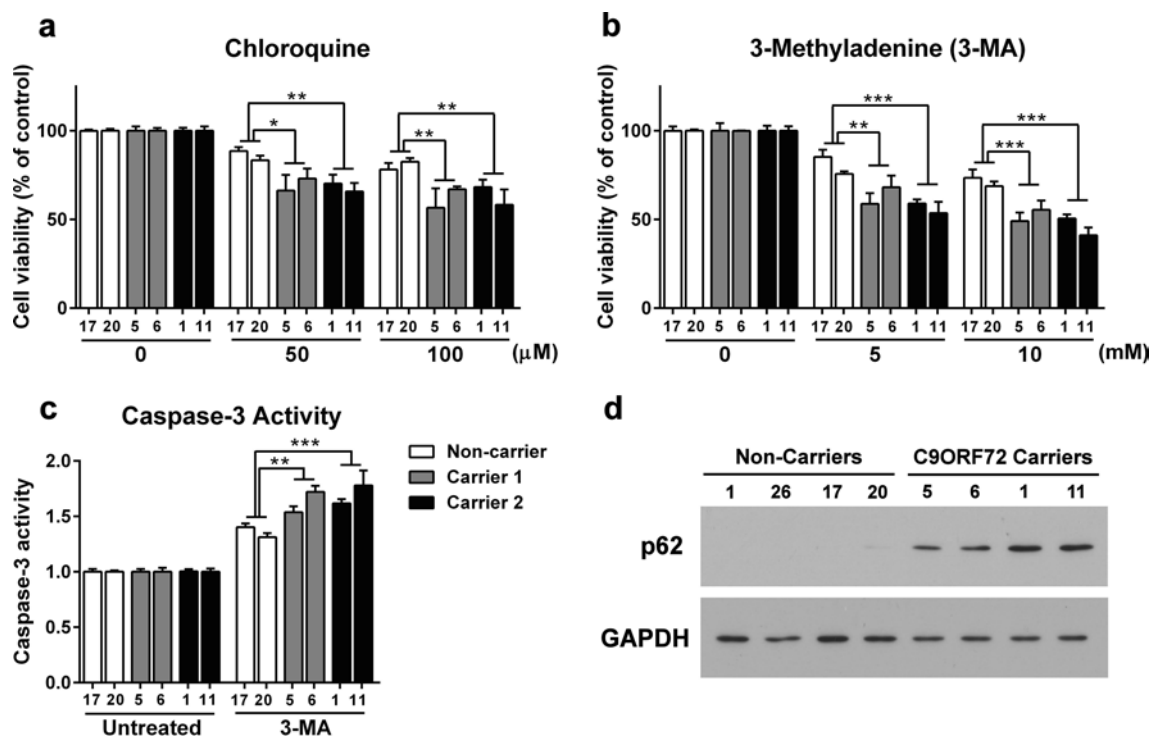 a
Chloroquine
Cell viability (% of control)
100
50
0
** **
* **
17 20 5 6 1 11 17 20 5 6 1 11 17 20 5 6 1 11
0 50 100 (μM)
b
3-Methyladenine (3-MA)
Cell viability (% of control)
100
50
0
*** ***
** ***
17 20 5 6 1 11 17 20 5 6 1 11 17 20 5 6 1 11
0 5 10 (mM)
c
Caspase-3 Activity
Caspase-3 activity
2.0
1.5
1.0
0.5
0.0
***
**
17 20 5 6 1 11 17 20 5 6 1 11
Untreated 3-MA
Non-carrier
Carrier 1
Carrier 2
d
Non-Carriers C9ORF72 Carriers
1 26 17 20 5 6 1 11
p62
GAPDH